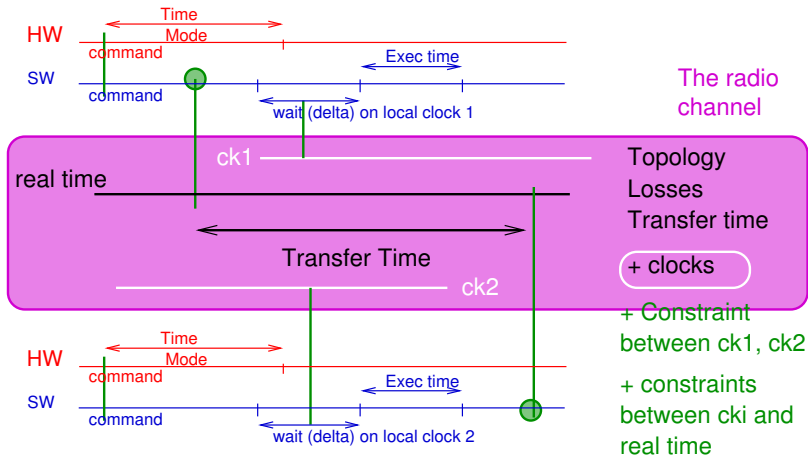 Time
HW
Mode
command
Exec time
SW
command
wait (delta) on local clock 1
The radio
channel
ck1
Topology
real time
Losses
Transfer time
Transfer Time
+ clocks
ck2
+ Constraint
between ck1, ck2
Time
HW
Mode
command
Exec time
SW
command
wait (delta) on local clock 2
+ constraints
between cki and
real time